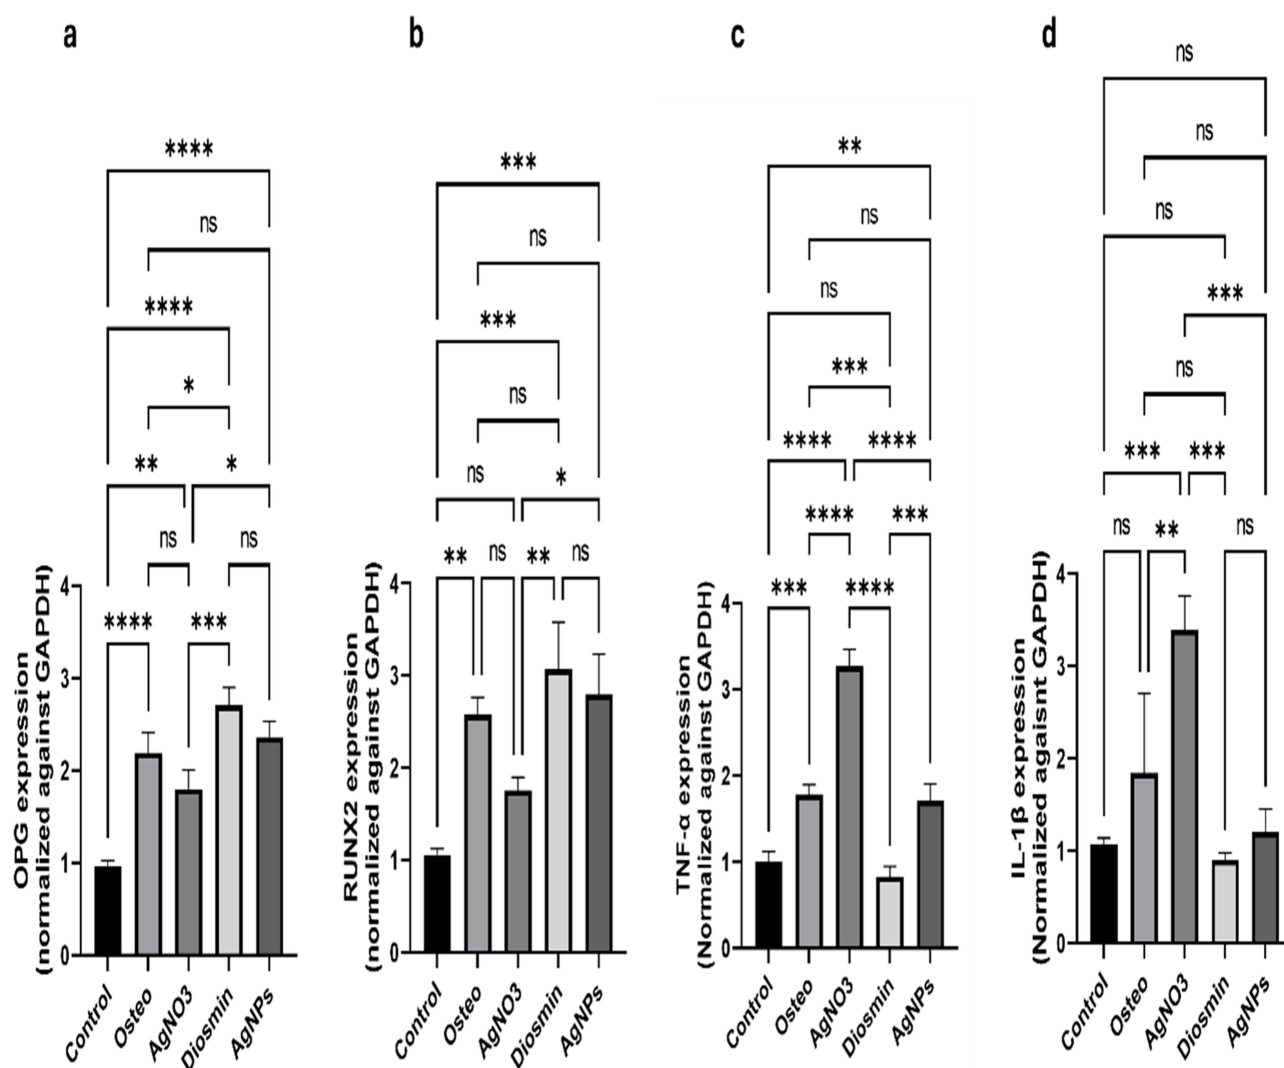 a
****
ns
****
*
** *
ns ns
**** ***
OPG expression
(normalized against GAPDH)
4
3
2
1
0
Control
Osteo
AgNO3
Diosmin
AgNPs
b
***
ns
***
ns
ns *
** ns ** ns
RUNX2 expression
(normalized against GAPDH)
4
3
2
1
0
Control
Osteo
AgNO3
Diosmin
AgNPs
c
**
ns
ns
***
**** ****
**** ***
*** ****
TNF-α expression
(Normalized against GAPDH)
4
3
2
1
0
Control
Osteo
AgNO3
Diosmin
AgNPs
d
ns
ns
ns
***
ns
*** ***
ns ** ns
IL-1β expression
(Normalized agaisnt GAPDH)
4
3
2
1
0
Control
Osteo
AgNO3
Diosmin
AgNPs